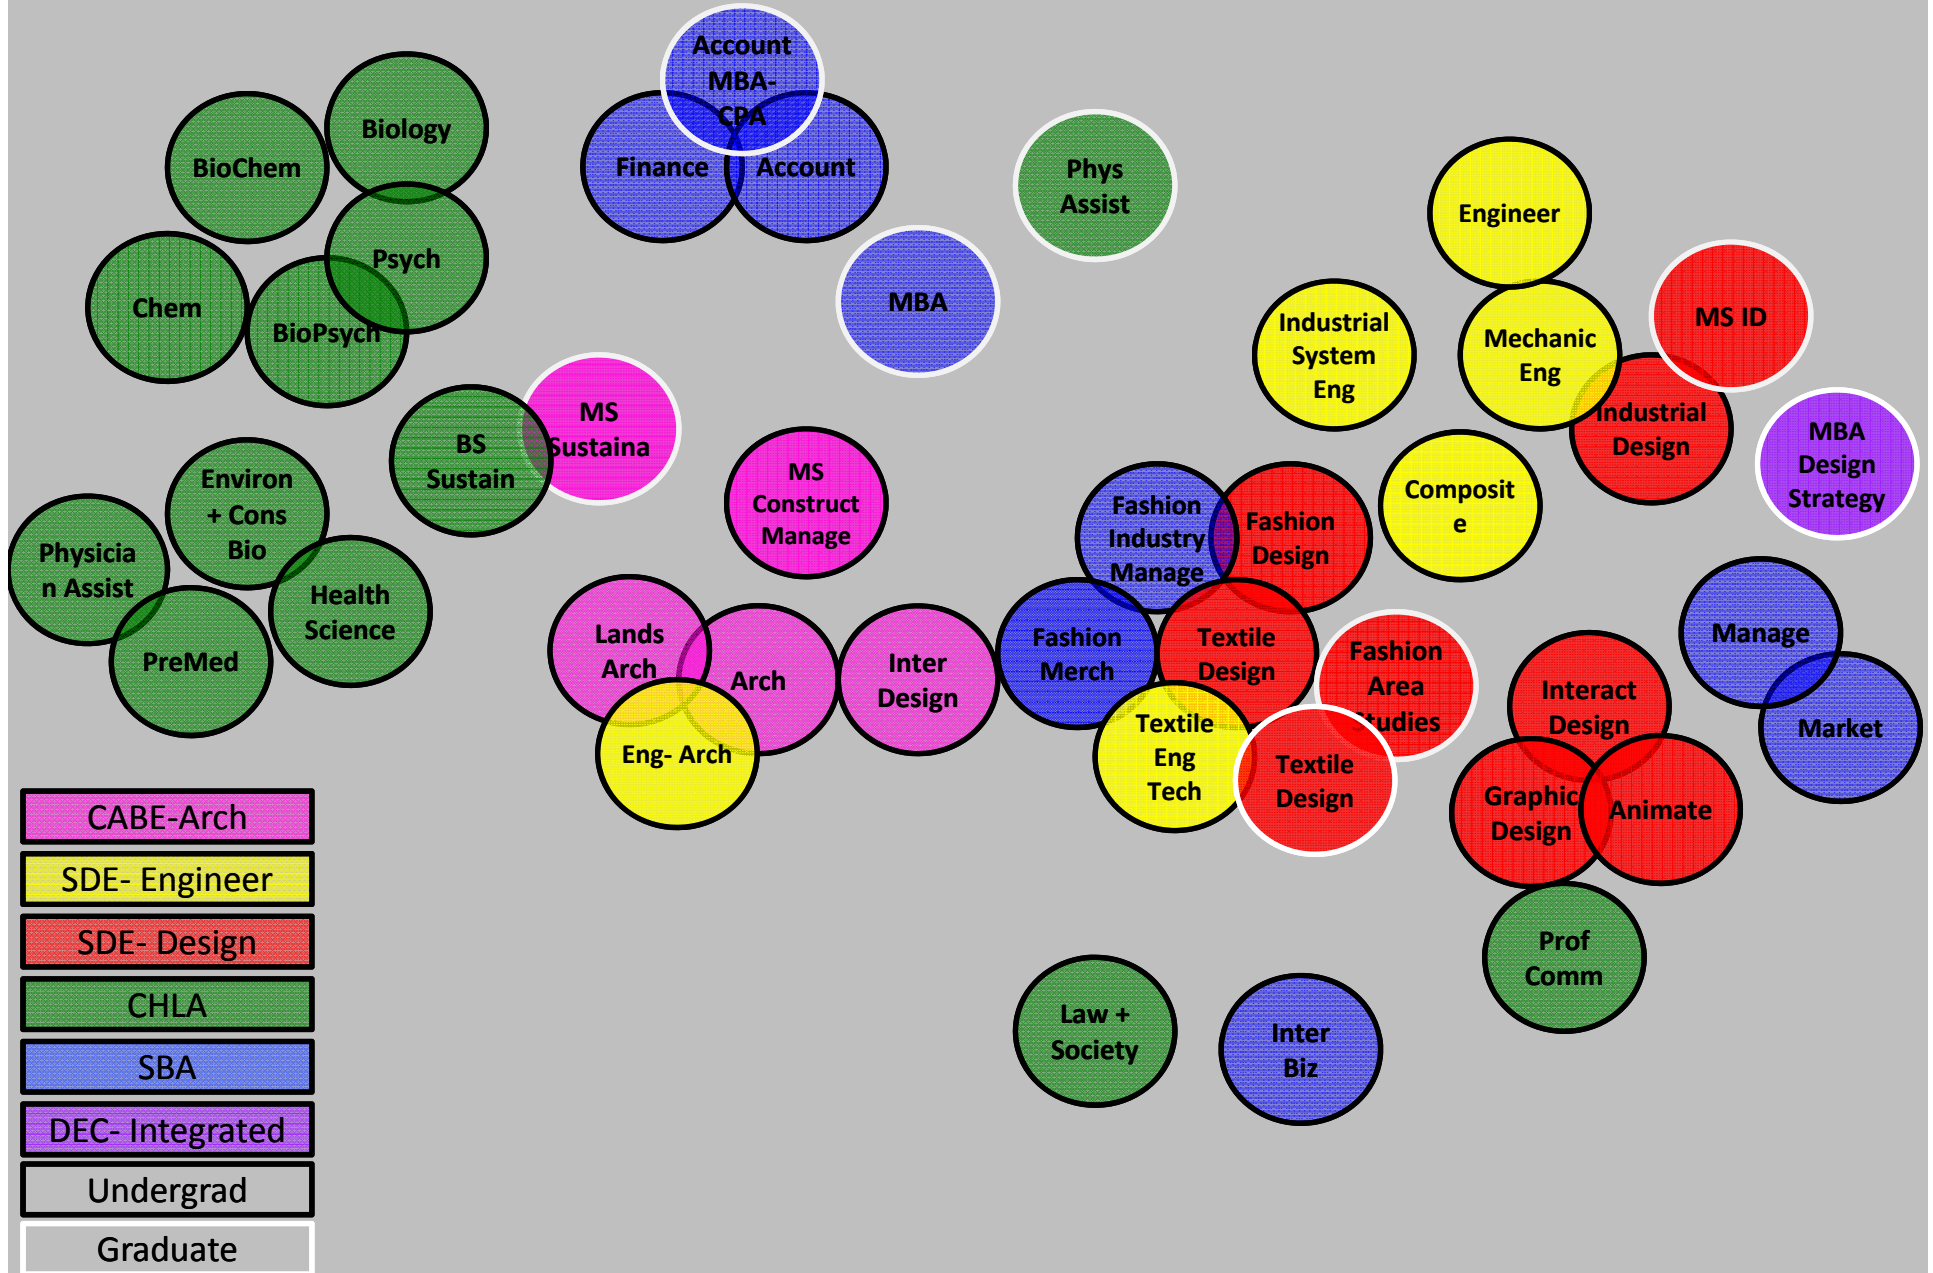 Account
MBA-
CPA
Biology
BioChem
Finance
Account
Phys
Assist
Engineer
Psych
Chem
BioPsych
MBA
Industrial
System
Eng
Mechanic
Eng
MS ID
BS
Sustain
MS
Sustaina
Industrial
Design
MBA
Design
Strategy
Environ
+ Cons
Bio
MS
Construct
Manage
Fashion
Industry
Manage
Fashion
Design
Composit
e
Physicia
n Assist
Health
Science
PreMed
Lands
Arch
Arch
Inter
Design
Fashion
Merch
Textile
Design
Fashion
Area
Studies
Interact
Design
Manage
Market
Eng- Arch
Textile
Eng
Tech
Textile
Design
Graphic
Design
Animate
Prof
Comm
Law +
Society
Inter
Biz
CABE-Arch
SDE- Engineer
SDE- Design
CHLA
SBA
DEC- Integrated
Undergrad
Graduate